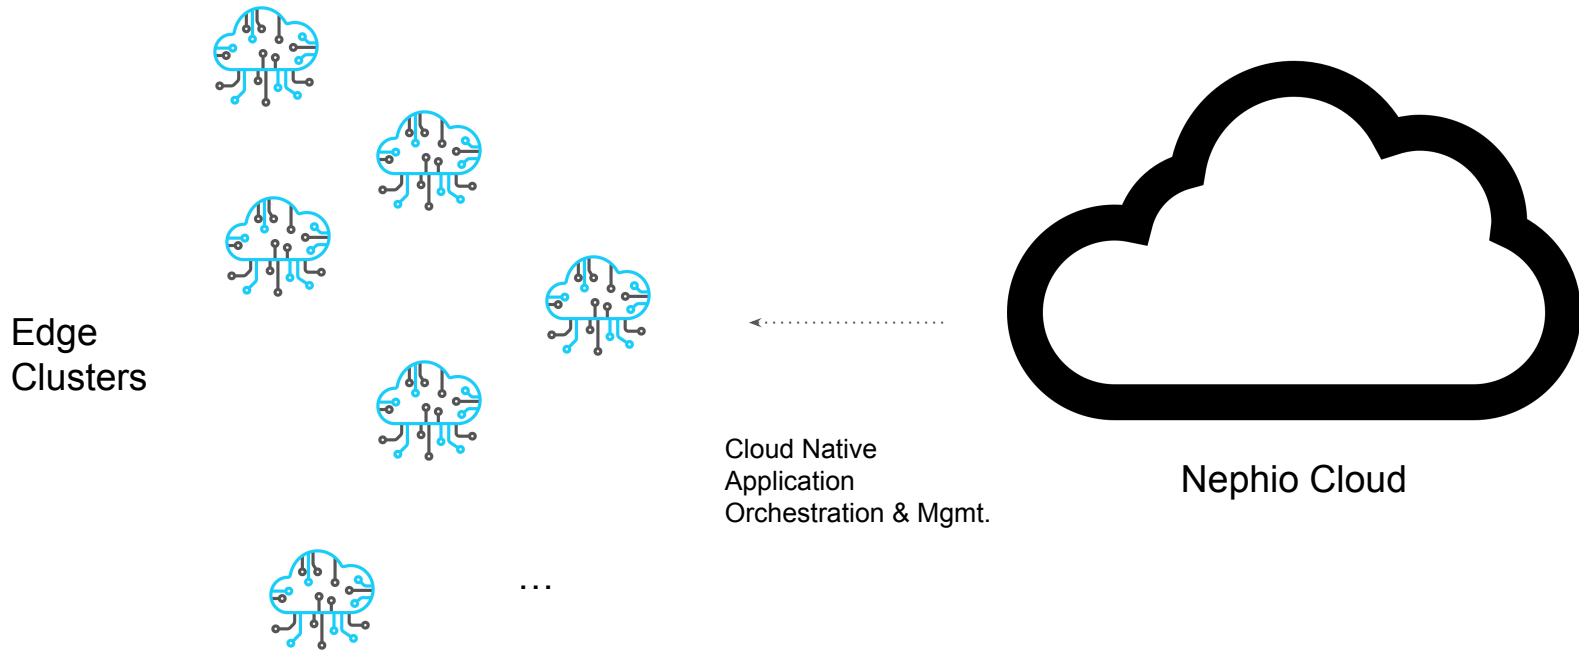 Edge
Clusters
Cloud Native
Application
Orchestration & Mgmt.
Nephio Cloud
...